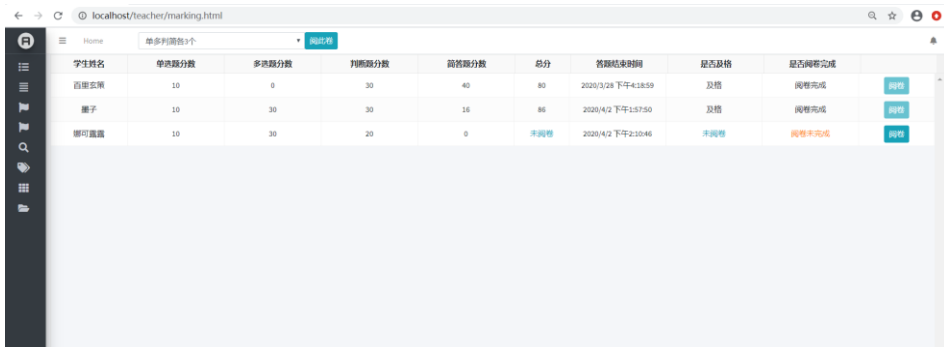 localhost/teacher/marking.html
Home 单多判简各3个 阅此卷
学生姓名 单选题分数 多选题分数 判断题分数 简答题分数 总分 答题结束时间 是否及格 是否阅卷完成
百里玄策 10 0 30 40 80 2020/3/28 下午4:18:59 及格 阅卷完成 阅卷
墨子 10 30 30 16 86 2020/4/2 下午1:57:50 及格 阅卷完成 阅卷
娜可露露 10 30 20 0 未阅卷 2020/4/2 下午2:10:46 未阅卷 阅卷未完成 阅卷